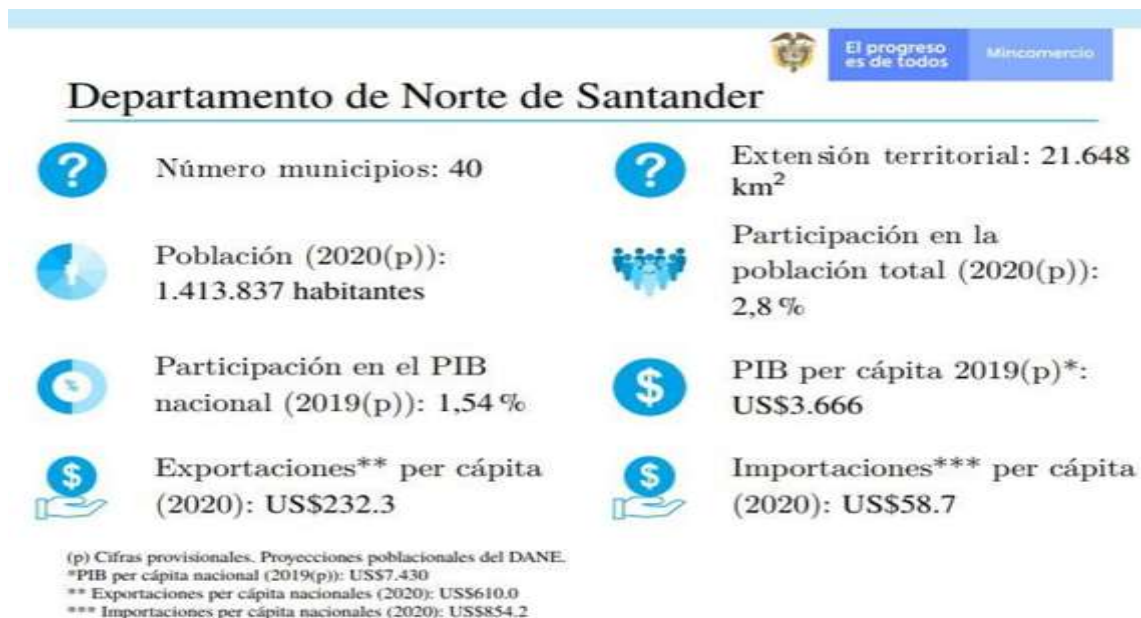 El progreso
es de todos
Mincomercio
Departamento de Norte de Santander
Número municipios: 40
Extensión territorial: 21.648
km²
Población (2020(p)):
1.413.837 habitantes
Participación en la
población total (2020(p)):
2,8 %
Participación en el PIB
nacional (2019(p)): 1,54 %
PIB per cápita 2019(p)*:
US$3.666
Exportaciones** per cápita
(2020): US$232.3
Importaciones*** per cápita
(2020): US$58.7
(p) Cifras provisionales. Proyecciones poblacionales del DANE.
*PIB per cápita nacional (2019(p)): US$7.430
** Exportaciones per cápita nacionales (2020): US$610.0
*** Importaciones per cápita nacionales (2020): US$854.2